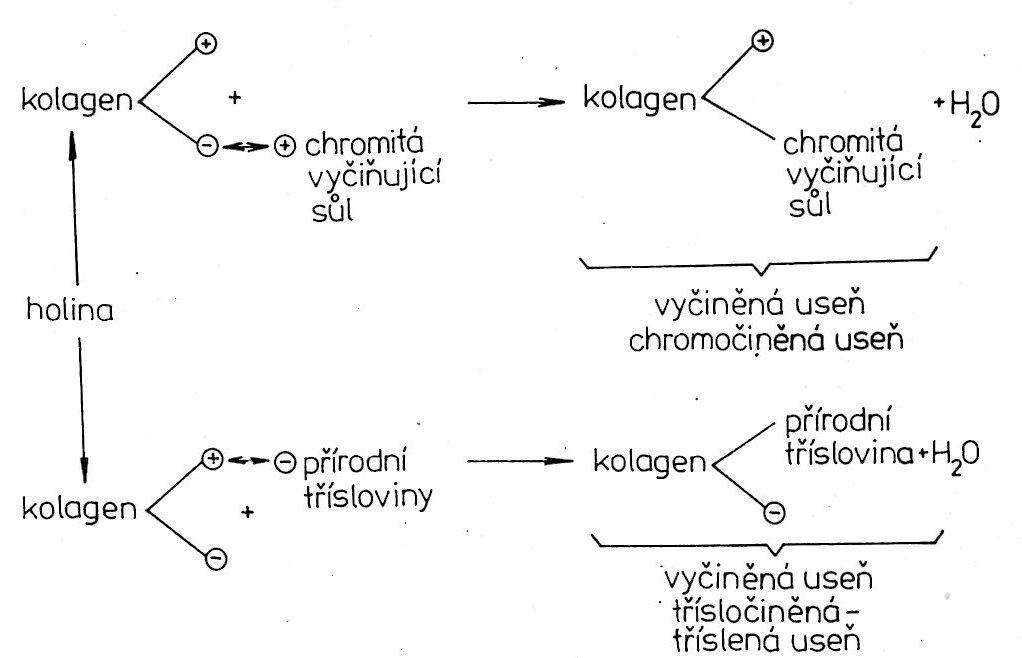 ⊕ ⊕
kolagen + → kolagen + H₂O
⊖ ↔ ⊕ chromitá
vyčiňující
sůl
chromitá
vyčiňující
sůl
holina
vyčiněná useň
chromočiněná useň
⊕ ↔ ⊖ přírodní
třísloviny
kolagen +
⊖
→ kolagen
přírodní
tříslovina + H₂O
⊖
vyčiněná useň
třísločiněná –
tříslená useň